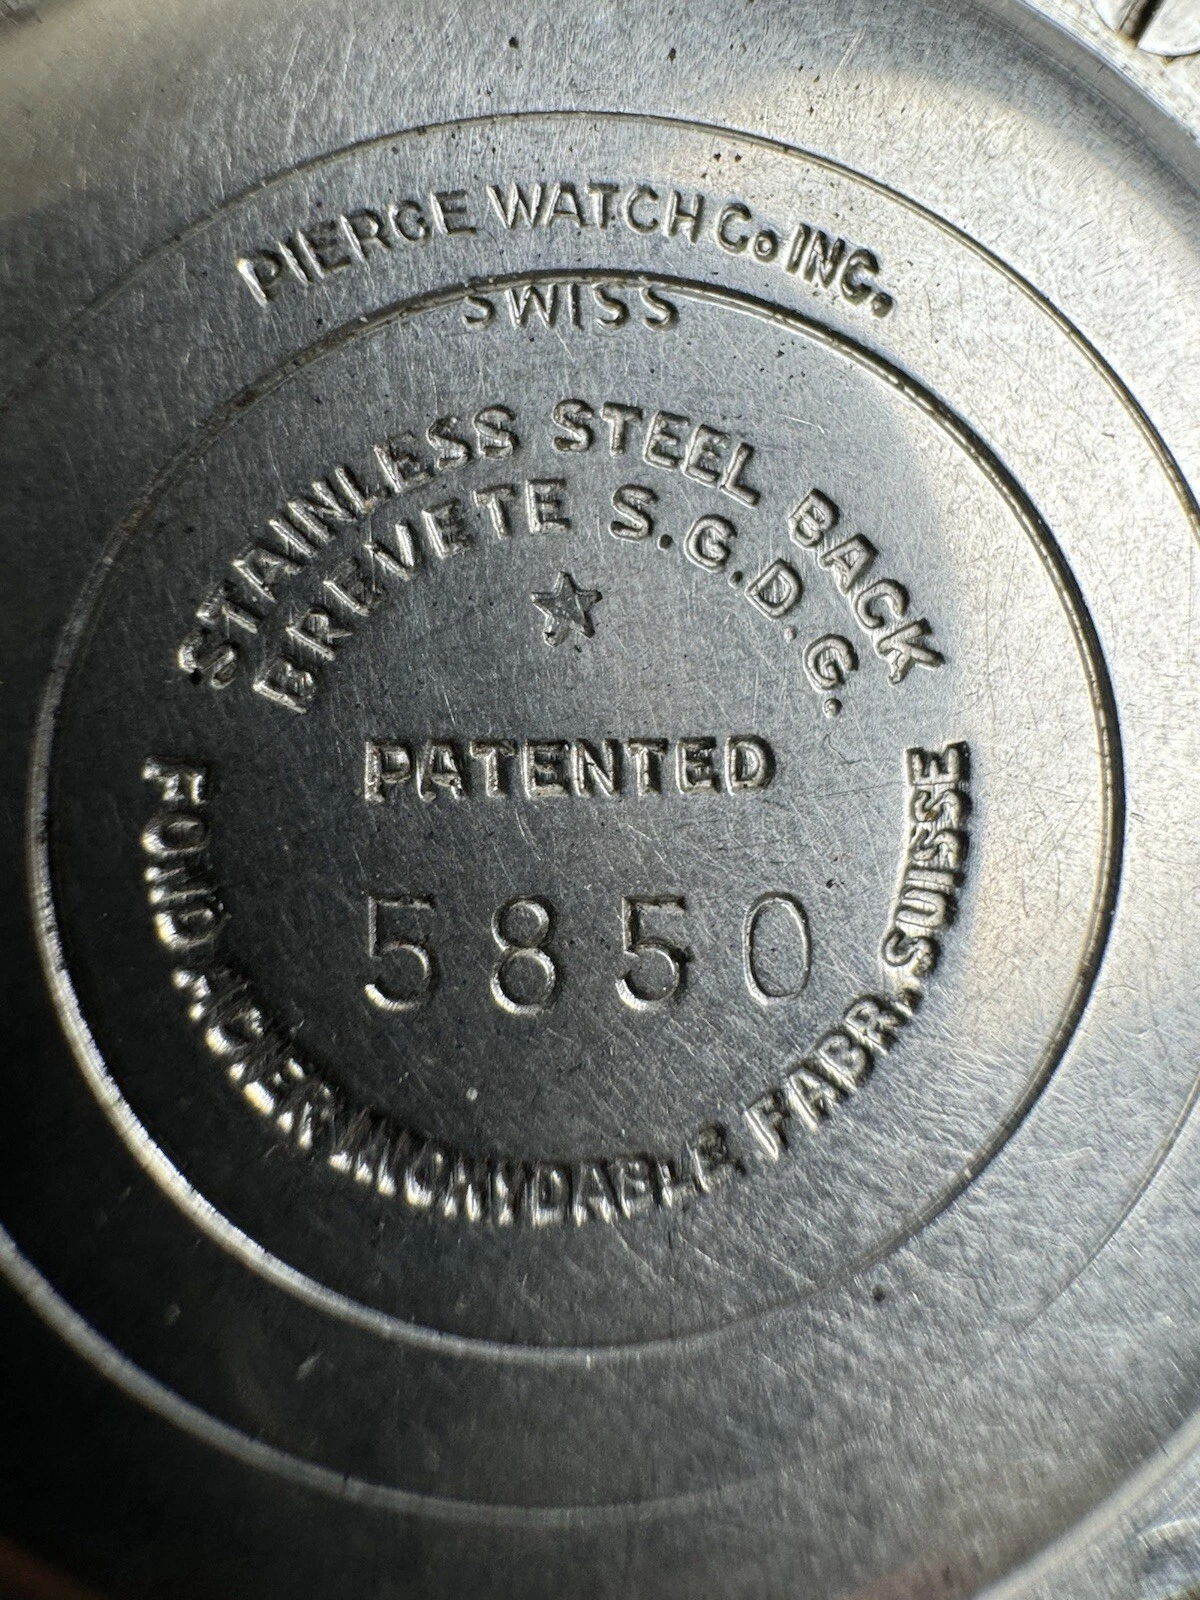 PIERCE WATCH Co INC.
SWISS
STAINLESS STEEL BACK
BREVETE S.G.D.G.
PATENTED
5850
FOND ACIER INOXYDABLE FABR. SUISSE